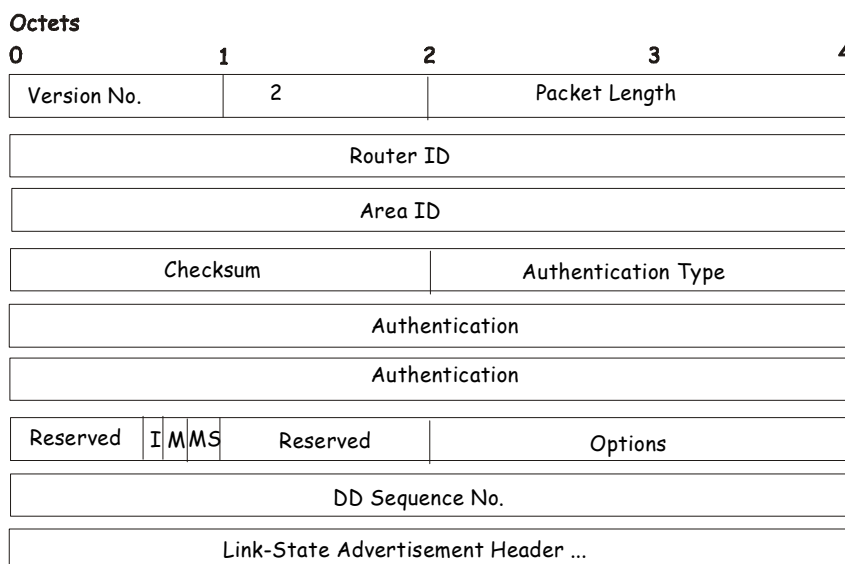 Octets
0 1 2 3 4
Version No. 2 Packet Length
Router ID
Area ID
Checksum Authentication Type
Authentication
Authentication
Reserved I M MS Reserved Options
DD Sequence No.
Link-State Advertisement Header ...